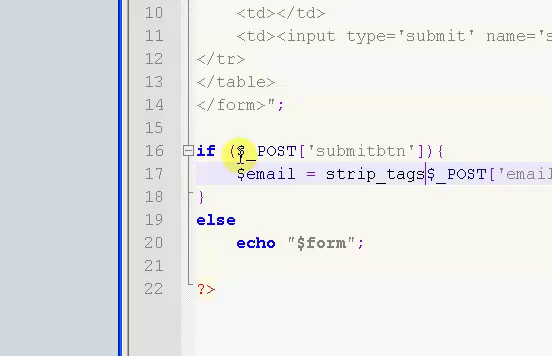 10 <td></td>
11 <td><input type='submit' name='s
12 </tr>
13 </table>
14 </form>";
15
16 if ($_POST['submitbtn']){
17 $email = strip_tags$_POST['email
18 }
19 else
20 echo "$form";
21
22 ?>